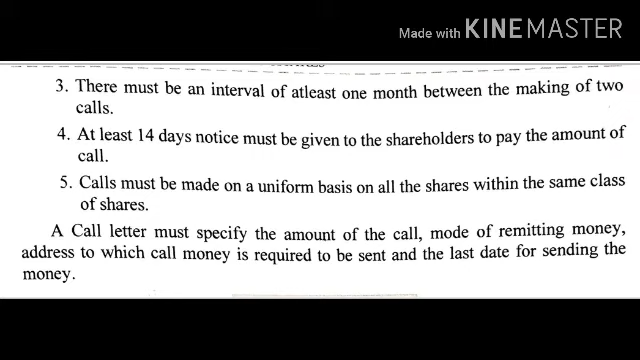 Made with KINEMASTER
3. There must be an interval of atleast one month between the making of two
calls.
4. At least 14 days notice must be given to the shareholders to pay the amount of
call.
5. Calls must be made on a uniform basis on all the shares within the same class
of shares.
A Call letter must specify the amount of the call, mode of remitting money,
address to which call money is required to be sent and the last date for sending the
money.